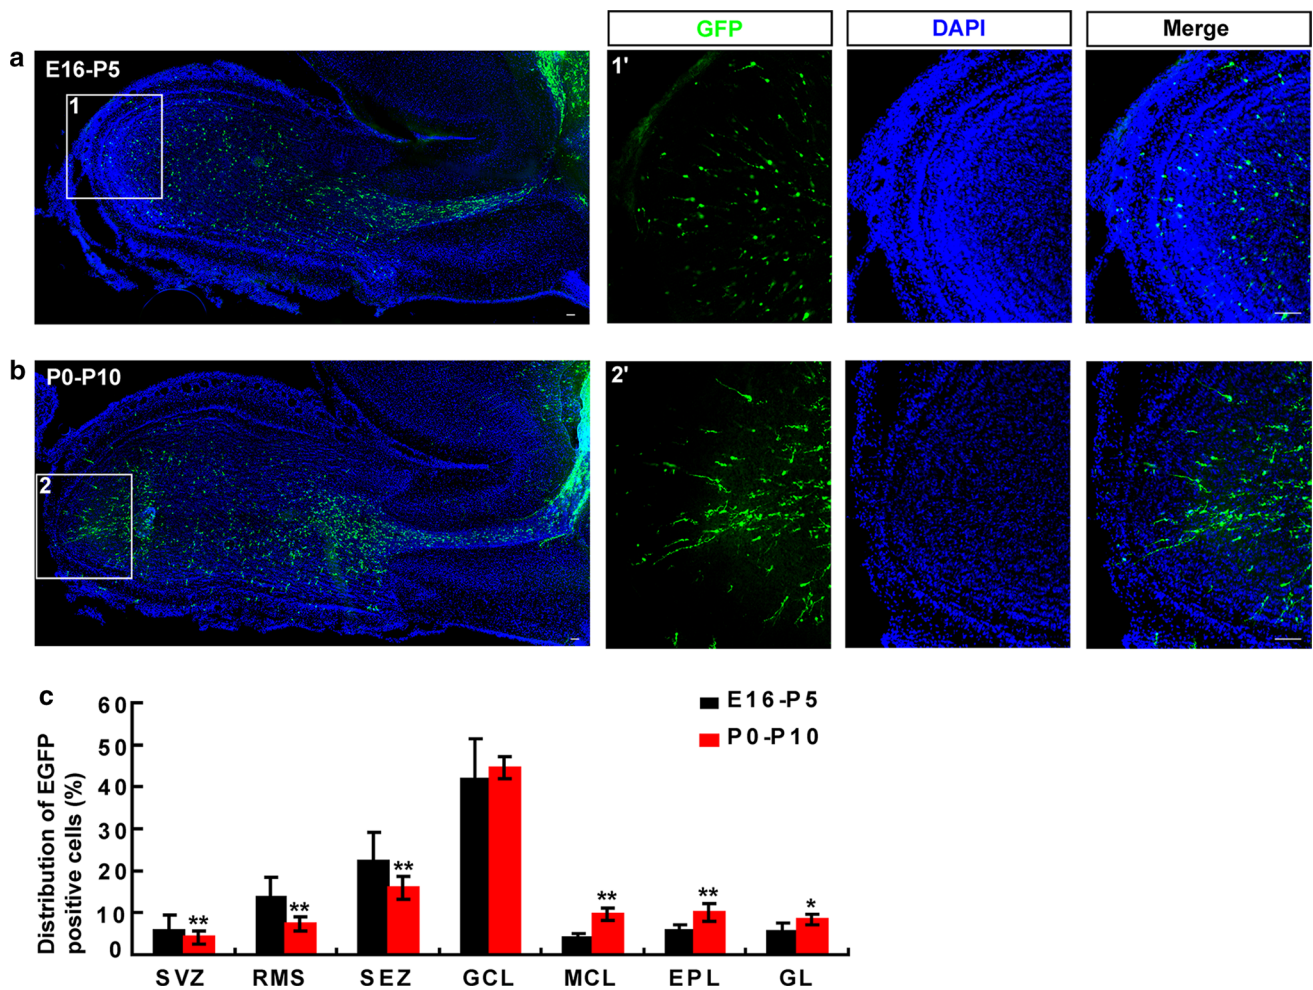 GFP DAPI Merge
a E16-P5 1 1'
b P0-P10 2 2'
c
E16-P5
P0-P10
Distribution of EGFP
positive cells (%)
60
50
40
30
20
10
0
** ** ** ** ** *
SVZ RMS SEZ GCL MCL EPL GL